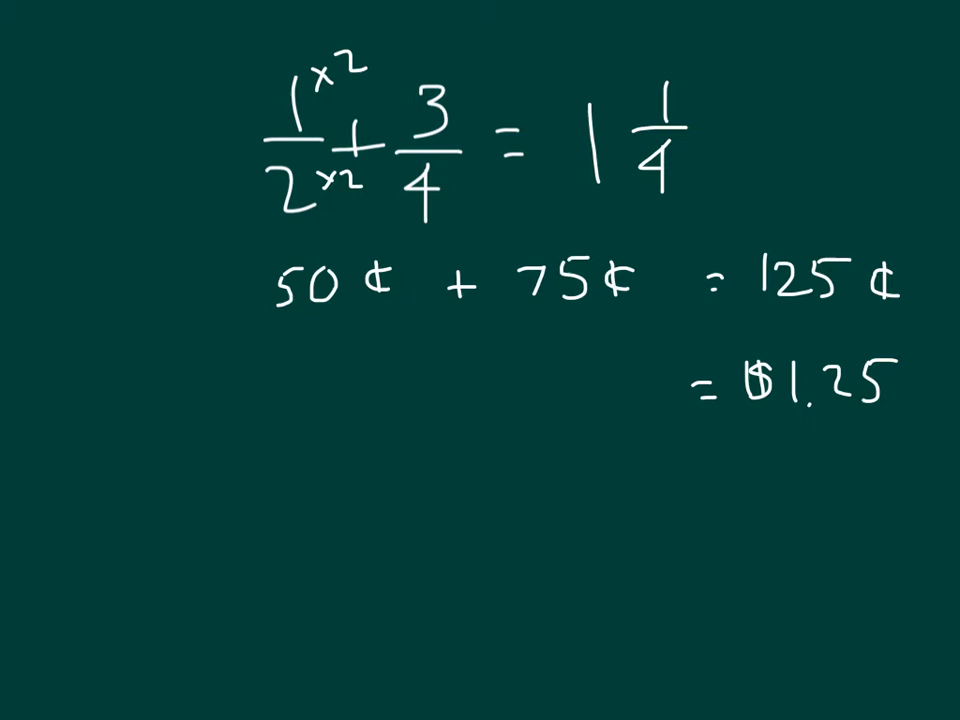 1×2/2×2 + 3/4 = 1 1/4
50¢ + 75¢ = 125¢
= $1.25